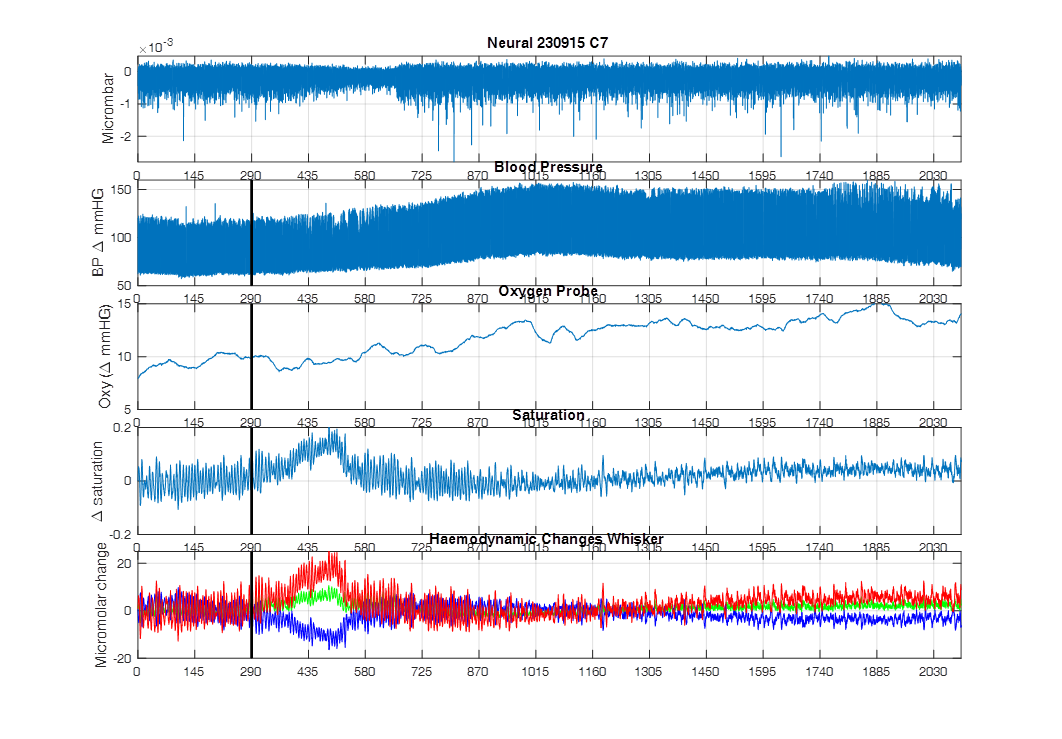 ×10⁻³
Neural 230915 C7
Micrombar
0
-1
-2
0 145 290 435 580 725 870 1015 1160 1305 1450 1595 1740 1885 2030
Blood Pressure
BP Δ mmHG
150
100
50
0 145 290 435 580 725 870 1015 1160 1305 1450 1595 1740 1885 2030
Oxygen Probe
Oxy (Δ mmHG)
15
10
5
0 145 290 435 580 725 870 1015 1160 1305 1450 1595 1740 1885 2030
Saturation
Δ saturation
0.2
0
-0.2
0 145 290 435 580 725 870 1015 1160 1305 1450 1595 1740 1885 2030
Haemodynamic Changes Whisker
Micromolar change
20
0
-20
0 145 290 435 580 725 870 1015 1160 1305 1450 1595 1740 1885 2030